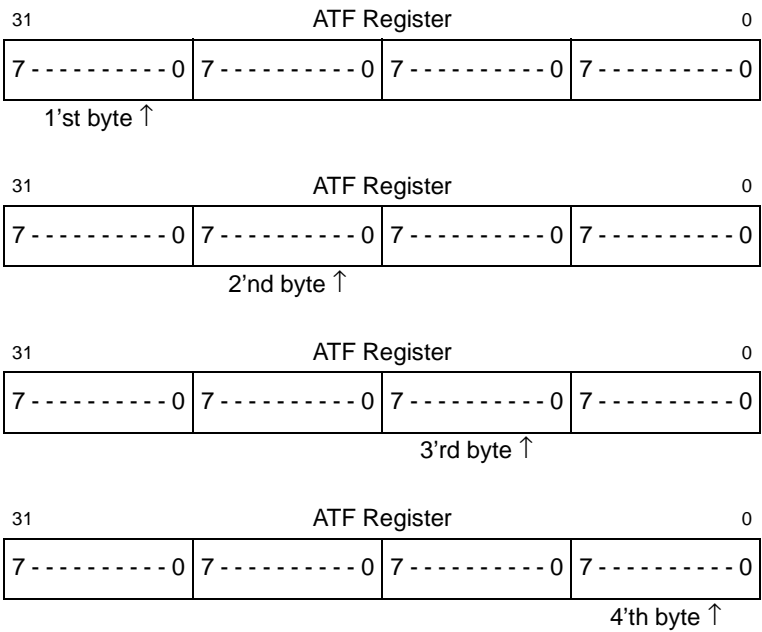 31 ATF Register 0
7 - - - - - - - - - - 0 7 - - - - - - - - - - 0 7 - - - - - - - - - - 0 7 - - - - - - - - - - 0
1’st byte ↑
31 ATF Register 0
7 - - - - - - - - - - 0 7 - - - - - - - - - - 0 7 - - - - - - - - - - 0 7 - - - - - - - - - - 0
2’nd byte ↑
31 ATF Register 0
7 - - - - - - - - - - 0 7 - - - - - - - - - - 0 7 - - - - - - - - - - 0 7 - - - - - - - - - - 0
3’rd byte ↑
31 ATF Register 0
7 - - - - - - - - - - 0 7 - - - - - - - - - - 0 7 - - - - - - - - - - 0 7 - - - - - - - - - - 0
4’th byte ↑